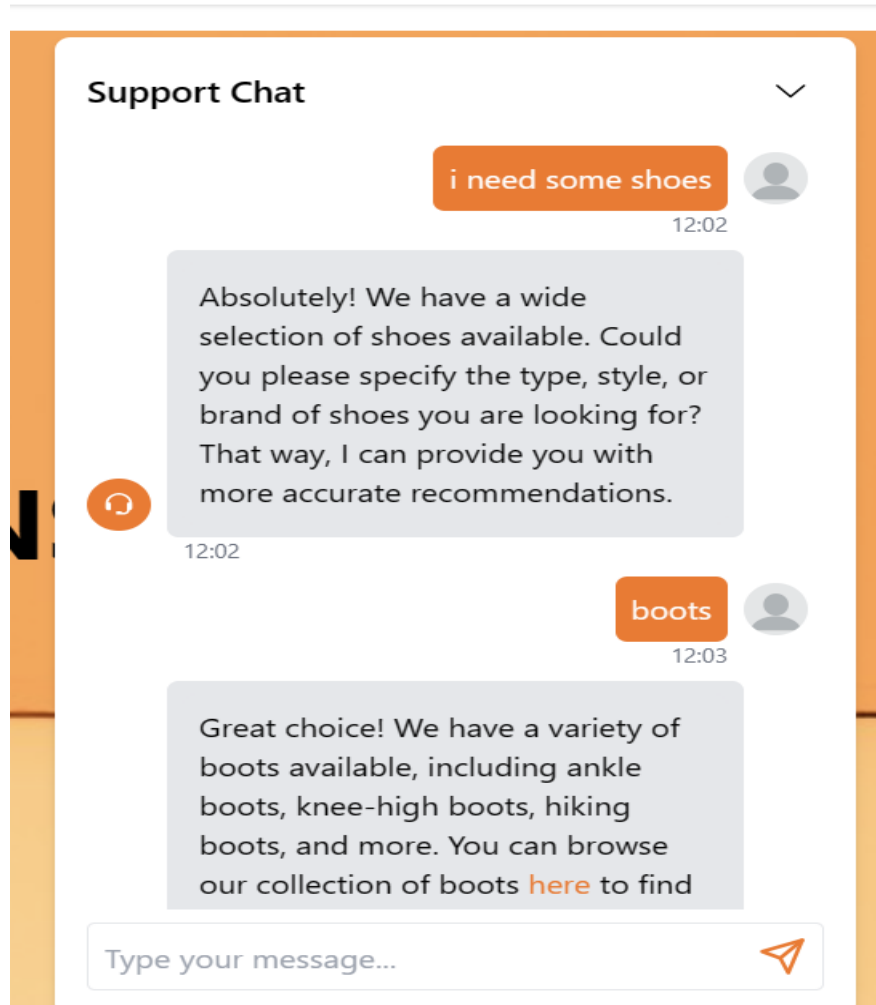 Support Chat
i need some shoes
12:02
Absolutely! We have a wide
selection of shoes available. Could
you please specify the type, style, or
brand of shoes you are looking for?
That way, I can provide you with
more accurate recommendations.
12:02
boots
12:03
Great choice! We have a variety of
boots available, including ankle
boots, knee-high boots, hiking
boots, and more. You can browse
our collection of boots here to find
Type your message...